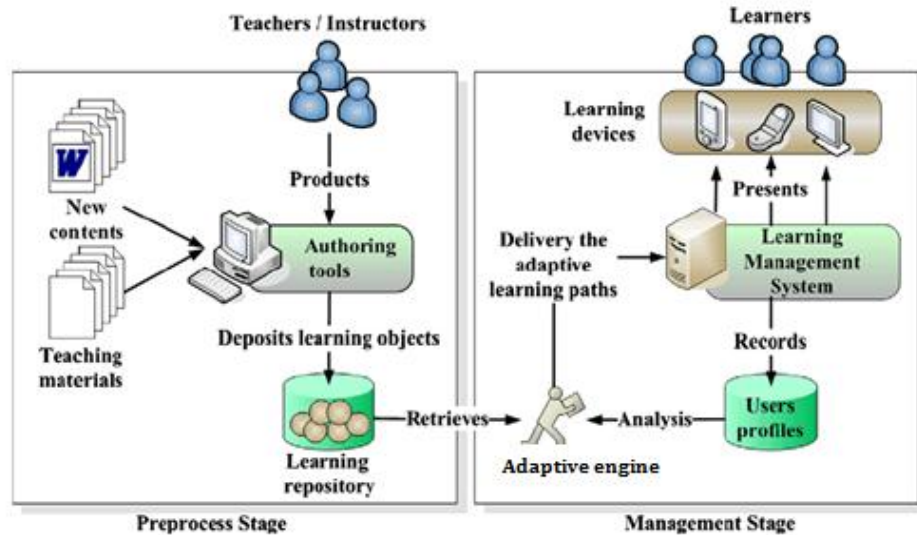 Teachers / Instructors
Learners
Learning
devices
W
New
contents
Products
Presents
Authoring
tools
Delivery the
adaptive
learning paths
Learning
Management
System
Teaching
materials
Deposits learning objects
Records
Learning
repository
Retrieves
Adaptive engine
Analysis
Users
profiles
Preprocess Stage
Management Stage